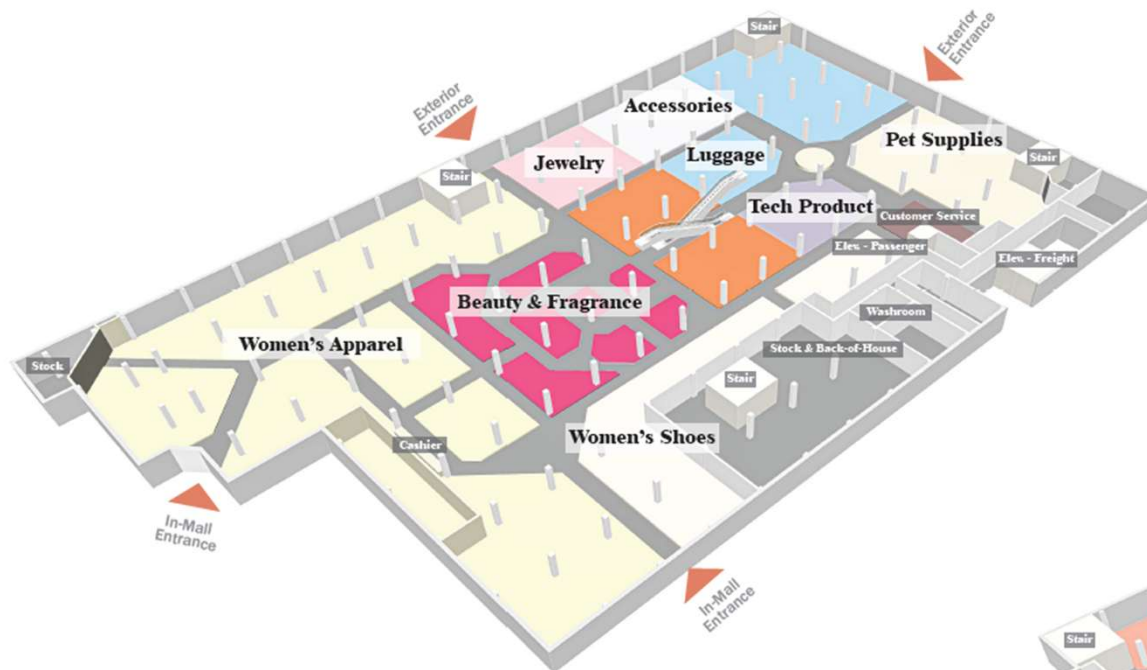 Stair
Exterior
Entrance
Exterior
Entrance
Accessories
Pet Supplies
Jewelry
Luggage
Stair
Stair
Tech Product
Customer Service
Elev - Passenger
Elev - Freight
Beauty & Fragrance
Washroom
Women's Apparel
Stock & Back-of-House
Stock
Stair
Women's Shoes
Cashier
In-Mall
Entrance
In-Mall
Entrance
Stair